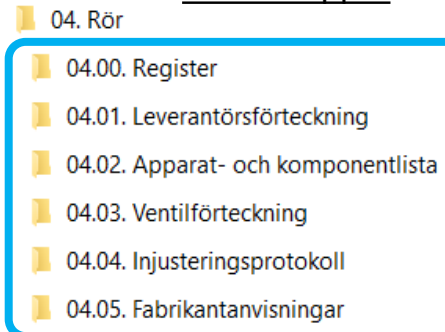 04. Rör
04.00. Register
04.01. Leverantörsförteckning
04.02. Apparat- och komponentlista
04.03. Ventilförteckning
04.04. Injusteringsprotokoll
04.05. Fabrikantanvisningar